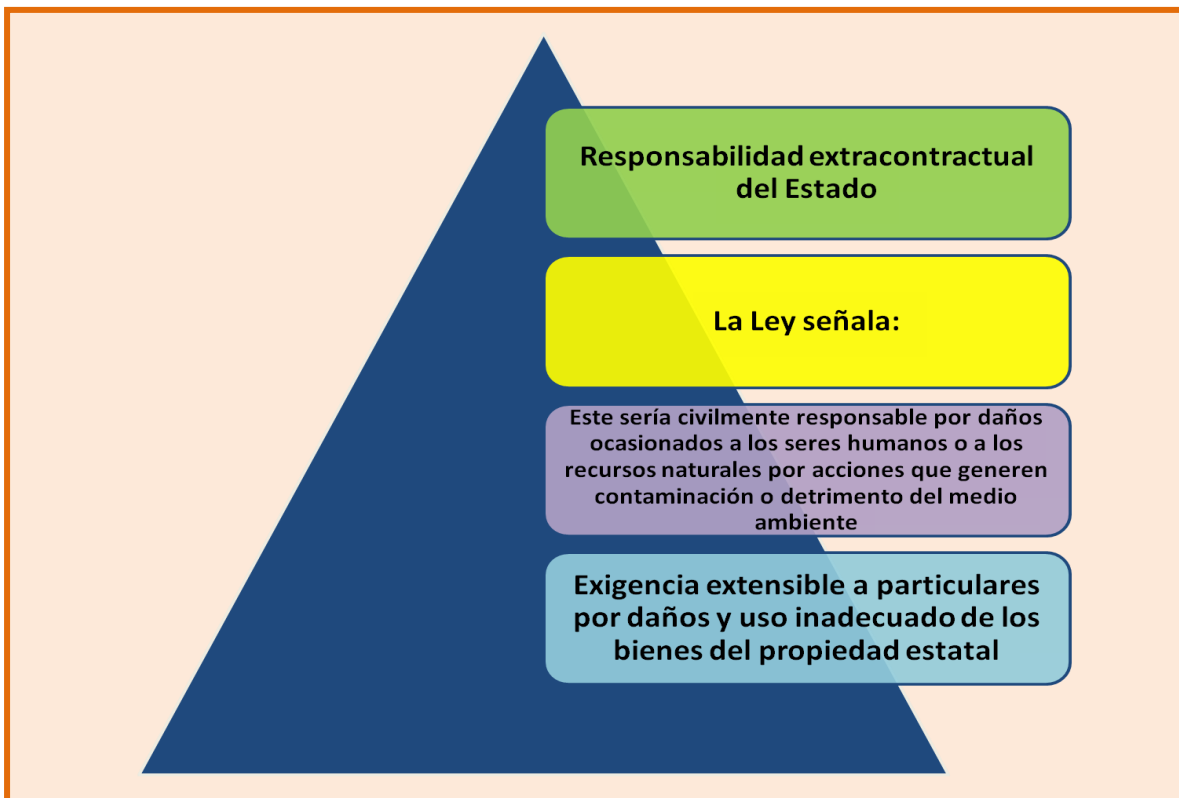 Responsabilidad extracontractual
del Estado
La Ley señala:
Este sería civilmente responsable por daños
ocasionados a los seres humanos o a los
recursos naturales por acciones que generen
contaminación o detrimento del medio
ambiente
Exigencia extensible a particulares
por daños y uso inadecuado de los
bienes del propiedad estatal